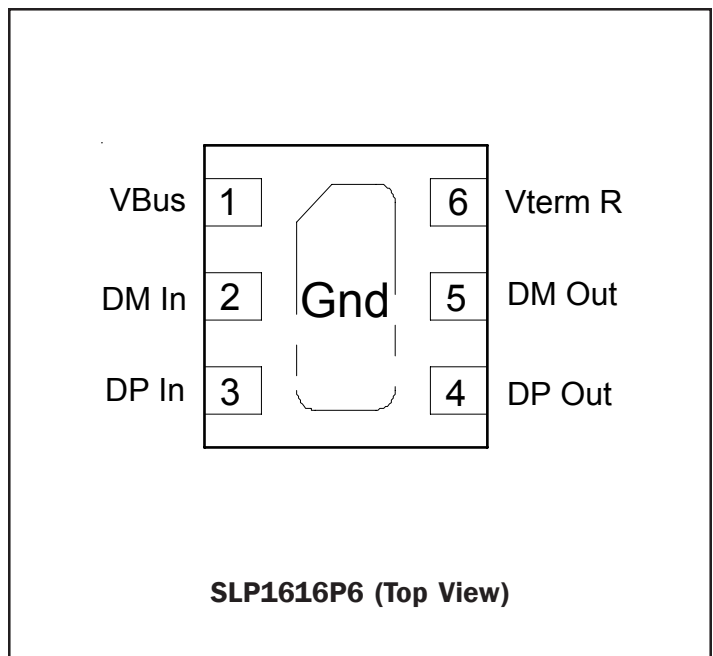 VBus 1 6 Vterm R
DM In 2 Gnd 5 DM Out
DP In 3 4 DP Out
SLP1616P6 (Top View)